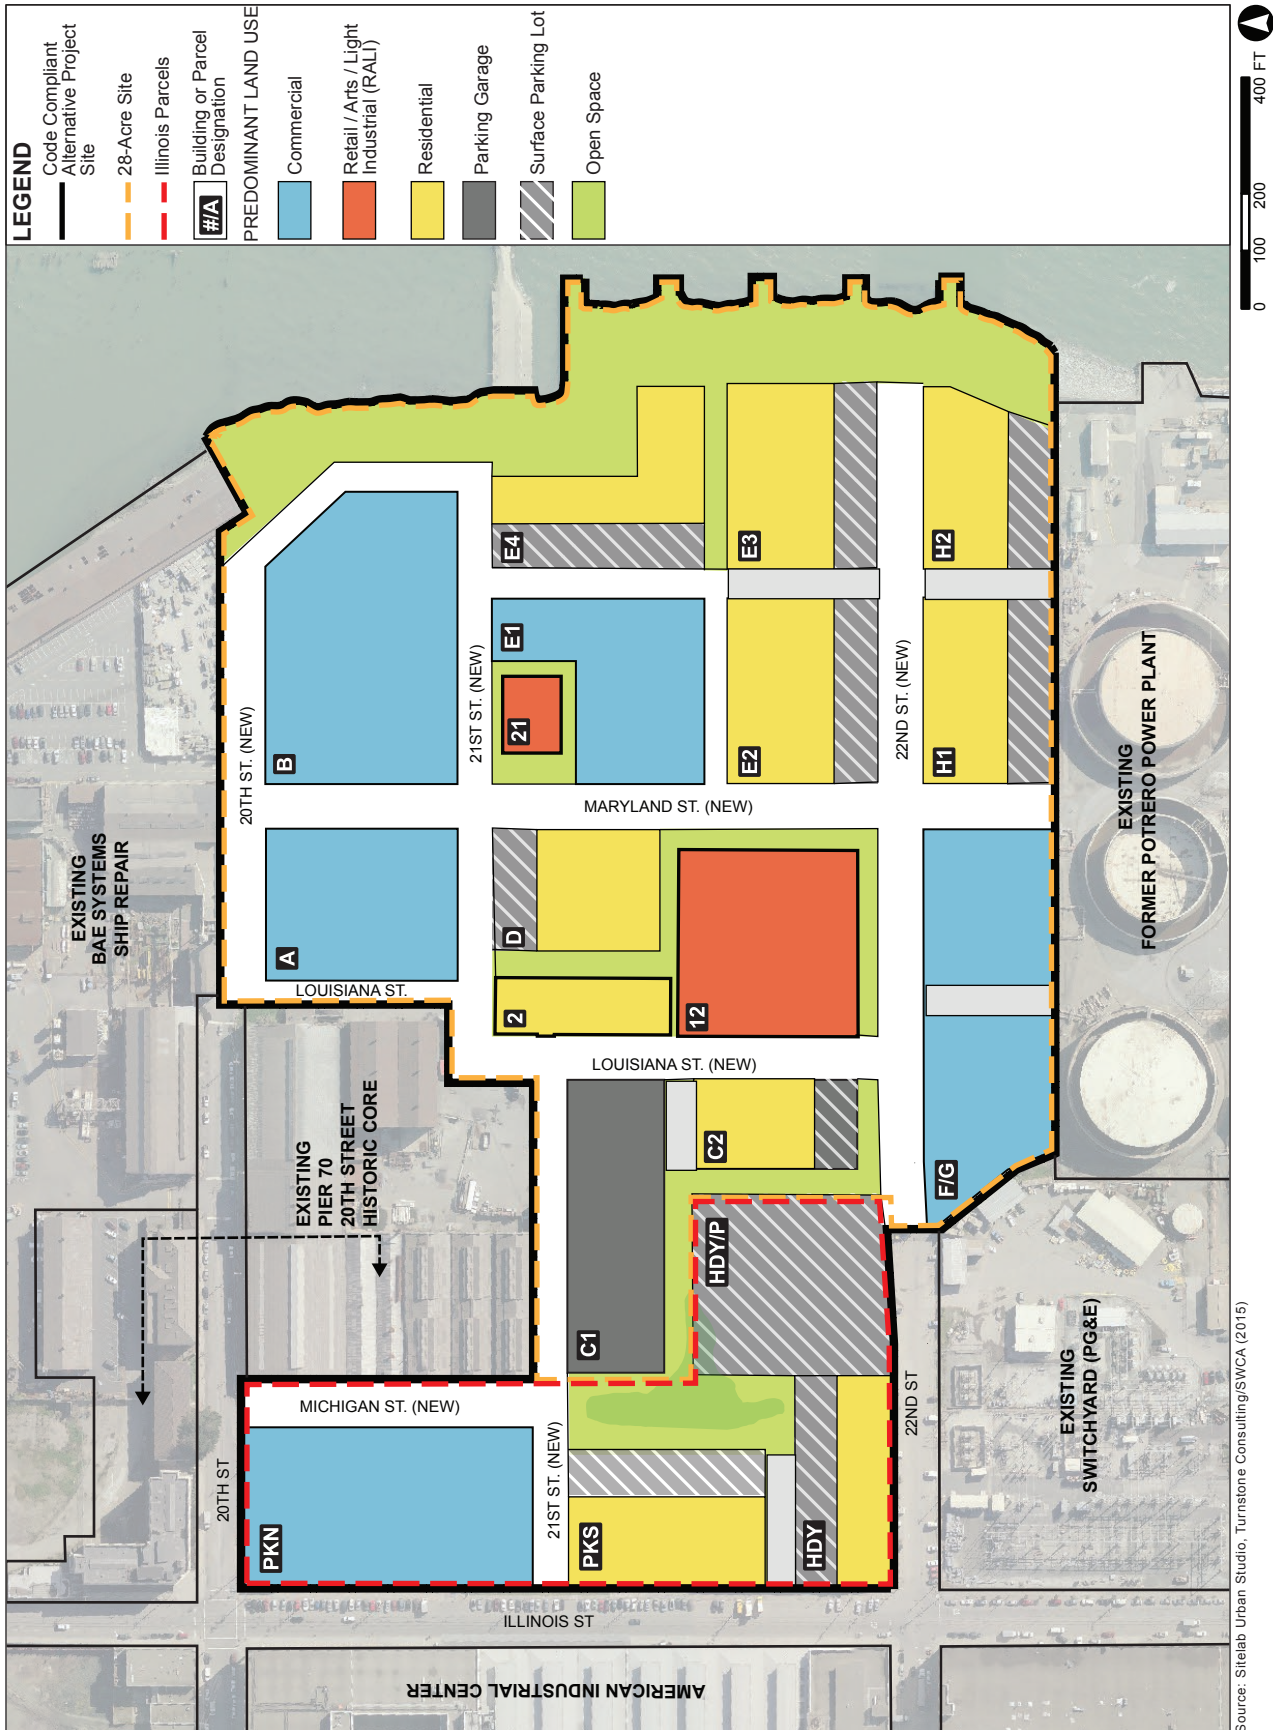 LEGEND
Code Compliant
Alternative Project
Site
28-Acre Site
Illinois Parcels
#/A
Building or Parcel
Designation
PREDOMINANT LAND USE
Commercial
Retail / Arts / Light
Industrial (RALI)
Residential
Parking Garage
Surface Parking Lot
Open Space
0 100 200 400 FT
EXISTING
BAE SYSTEMS
SHIP REPAIR
20TH ST. (NEW)
B
A
LOUISIANA ST.
21ST ST. (NEW)
E4
E1
21
E3
E2
MARYLAND ST. (NEW)
D
2
12
22ND ST. (NEW)
H2
H1
EXISTING
FORMER POTRERO POWER PLANT
LOUISIANA ST. (NEW)
EXISTING
PIER 70
20TH STREET
HISTORIC CORE
C2
C1
F/G
HDY/P
MICHIGAN ST. (NEW)
20TH ST
PKN
21ST ST. (NEW)
PKS
HDY
22ND ST
EXISTING
SWITCHYARD (PG&E)
ILLINOIS ST
AMERICAN INDUSTRIAL CENTER
Source: Sitelab Urban Studio, Turnstone Consulting/SWCA (2015)